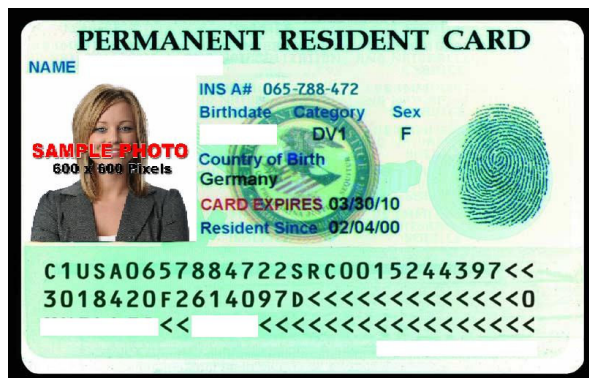 PERMANENT RESIDENT CARD
NAME
INS A# 065-788-472
Birthdate Category Sex
DV1 F
SAMPLE PHOTO
600 x 600 Pixels
Country of Birth
Germany
CARD EXPIRES 03/30/10
Resident Since 02/04/00
C1USA0657884722SRC0015244397<<
3018420F2614097D<<<<<<<<<<<<<0
<<
<<<<<<<<<<<<<<<<<